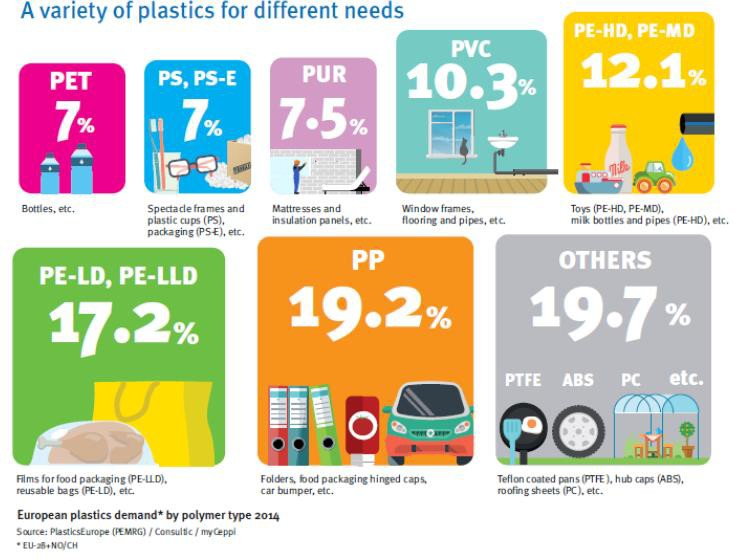 A variety of plastics for different needs
PET
7%
Bottles, etc.
PS, PS-E
7%
Spectacle frames and
plastic cups (PS),
packaging (PS-E), etc.
PUR
7.5%
Mattresses and
insulation panels, etc.
PVC
10.3%
Window frames,
flooring and pipes, etc.
PE-HD, PE-MD
12.1%
Milk
Toys (PE-HD, PE-MD),
milk bottles and pipes (PE-HD), etc.
PE-LD, PE-LLD
17.2%
Films for food packaging (PE-LLD),
reusable bags (PE-LD), etc.
PP
19.2%
Folders, food packaging hinged caps,
car bumper, etc.
OTHERS
19.7%
PTFE ABS PC etc.
Teflon coated pans (PTFE), hub caps (ABS),
roofing sheets (PC), etc.
European plastics demand* by polymer type 2014
Source: PlasticsEurope (PEMRG) / Consultic / myCeppi
* EU-28+NO/CH